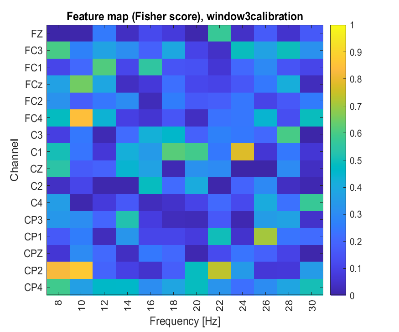 Feature map (Fisher score), window3calibration
Channel
FZ
FC3
FC1
FCz
FC2
FC4
C3
C1
CZ
C2
C4
CP3
CP1
CPZ
CP2
CP4
8 10 12 14 16 18 20 22 24 26 28 30
Frequency [Hz]
1
0.9
0.8
0.7
0.6
0.5
0.4
0.3
0.2
0.1
0